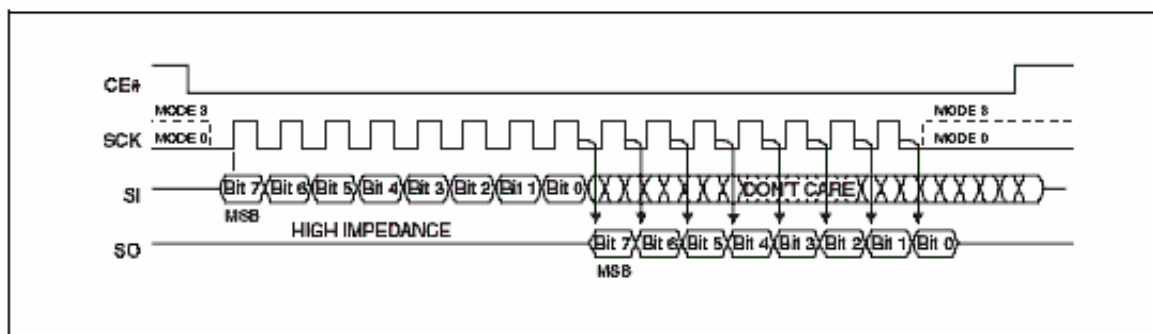 CE#
MODE 3
MODE 3
SCK
MODE 0
MODE 0
SI
Bit 7 Bit 6 Bit 5 Bit 4 Bit 3 Bit 2 Bit 1 Bit 0
DON'T CARE
MSB
HIGH IMPEDANCE
SO
Bit 7 Bit 6 Bit 5 Bit 4 Bit 3 Bit 2 Bit 1 Bit 0
MSB